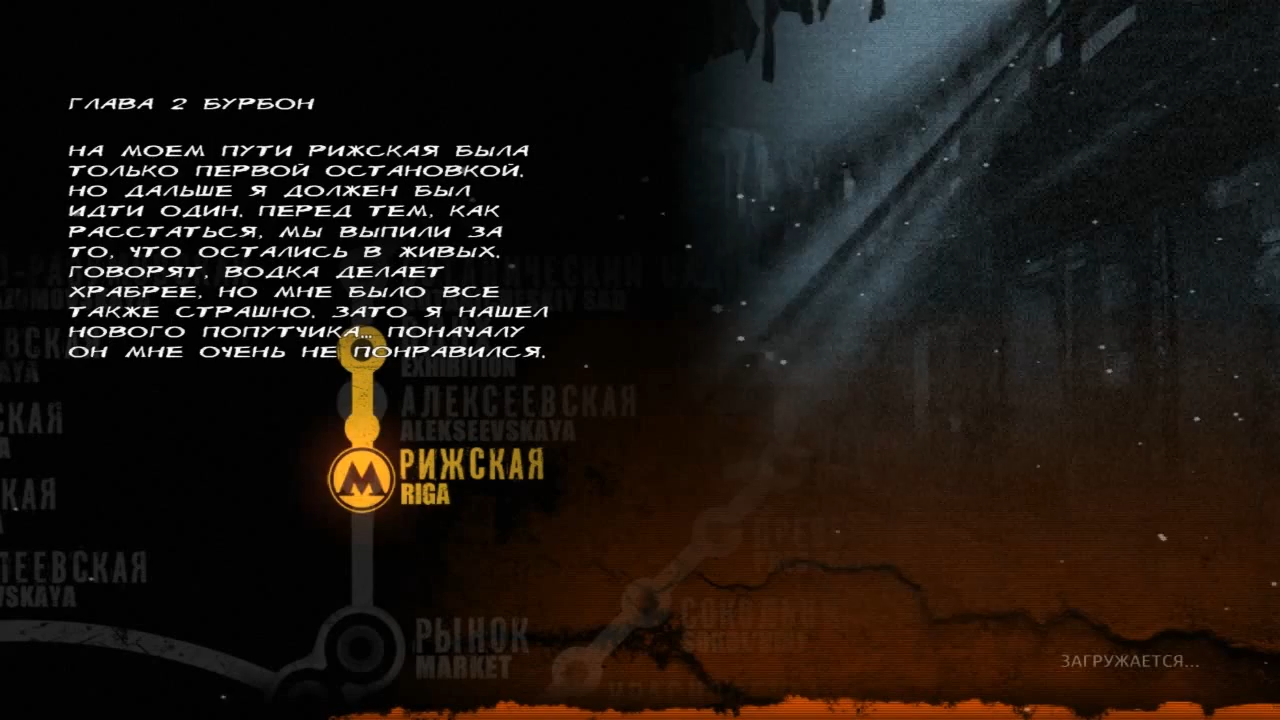 ГЛАВА 2 БУРБОН
НА МОЕМ ПУТИ РИЖСКАЯ БЫЛА
ТОЛЬКО ПЕРВОЙ ОСТАНОВКОЙ.
НО ДАЛЬШЕ Я ДОЛЖЕН БЫЛ
ИДТИ ОДИН. ПЕРЕД ТЕМ, КАК
РАССТАТЬСЯ, МЫ ВЫПИЛИ ЗА
ТО, ЧТО ОСТАЛИСЬ В ЖИВЫХ.
ГОВОРЯТ, ВОДКА ДЕЛАЕТ
ХРАБРЕЕ, НО МНЕ БЫЛО ВСЕ
ТАКЖЕ СТРАШНО. ЗАТО Я НАШЕЛ
НОВОГО ПОПУТЧИКА... ПОНАЧАЛУ
ОН МНЕ ОЧЕНЬ НЕ ПОНРАВИЛСЯ.
EXHIBITION
АЛЕКСЕЕВСКАЯ
ALEKSEEVSKAYA
РИЖСКАЯ
RIGA
РЫНОК
MARKET
ЗАГРУЖАЕТСЯ...